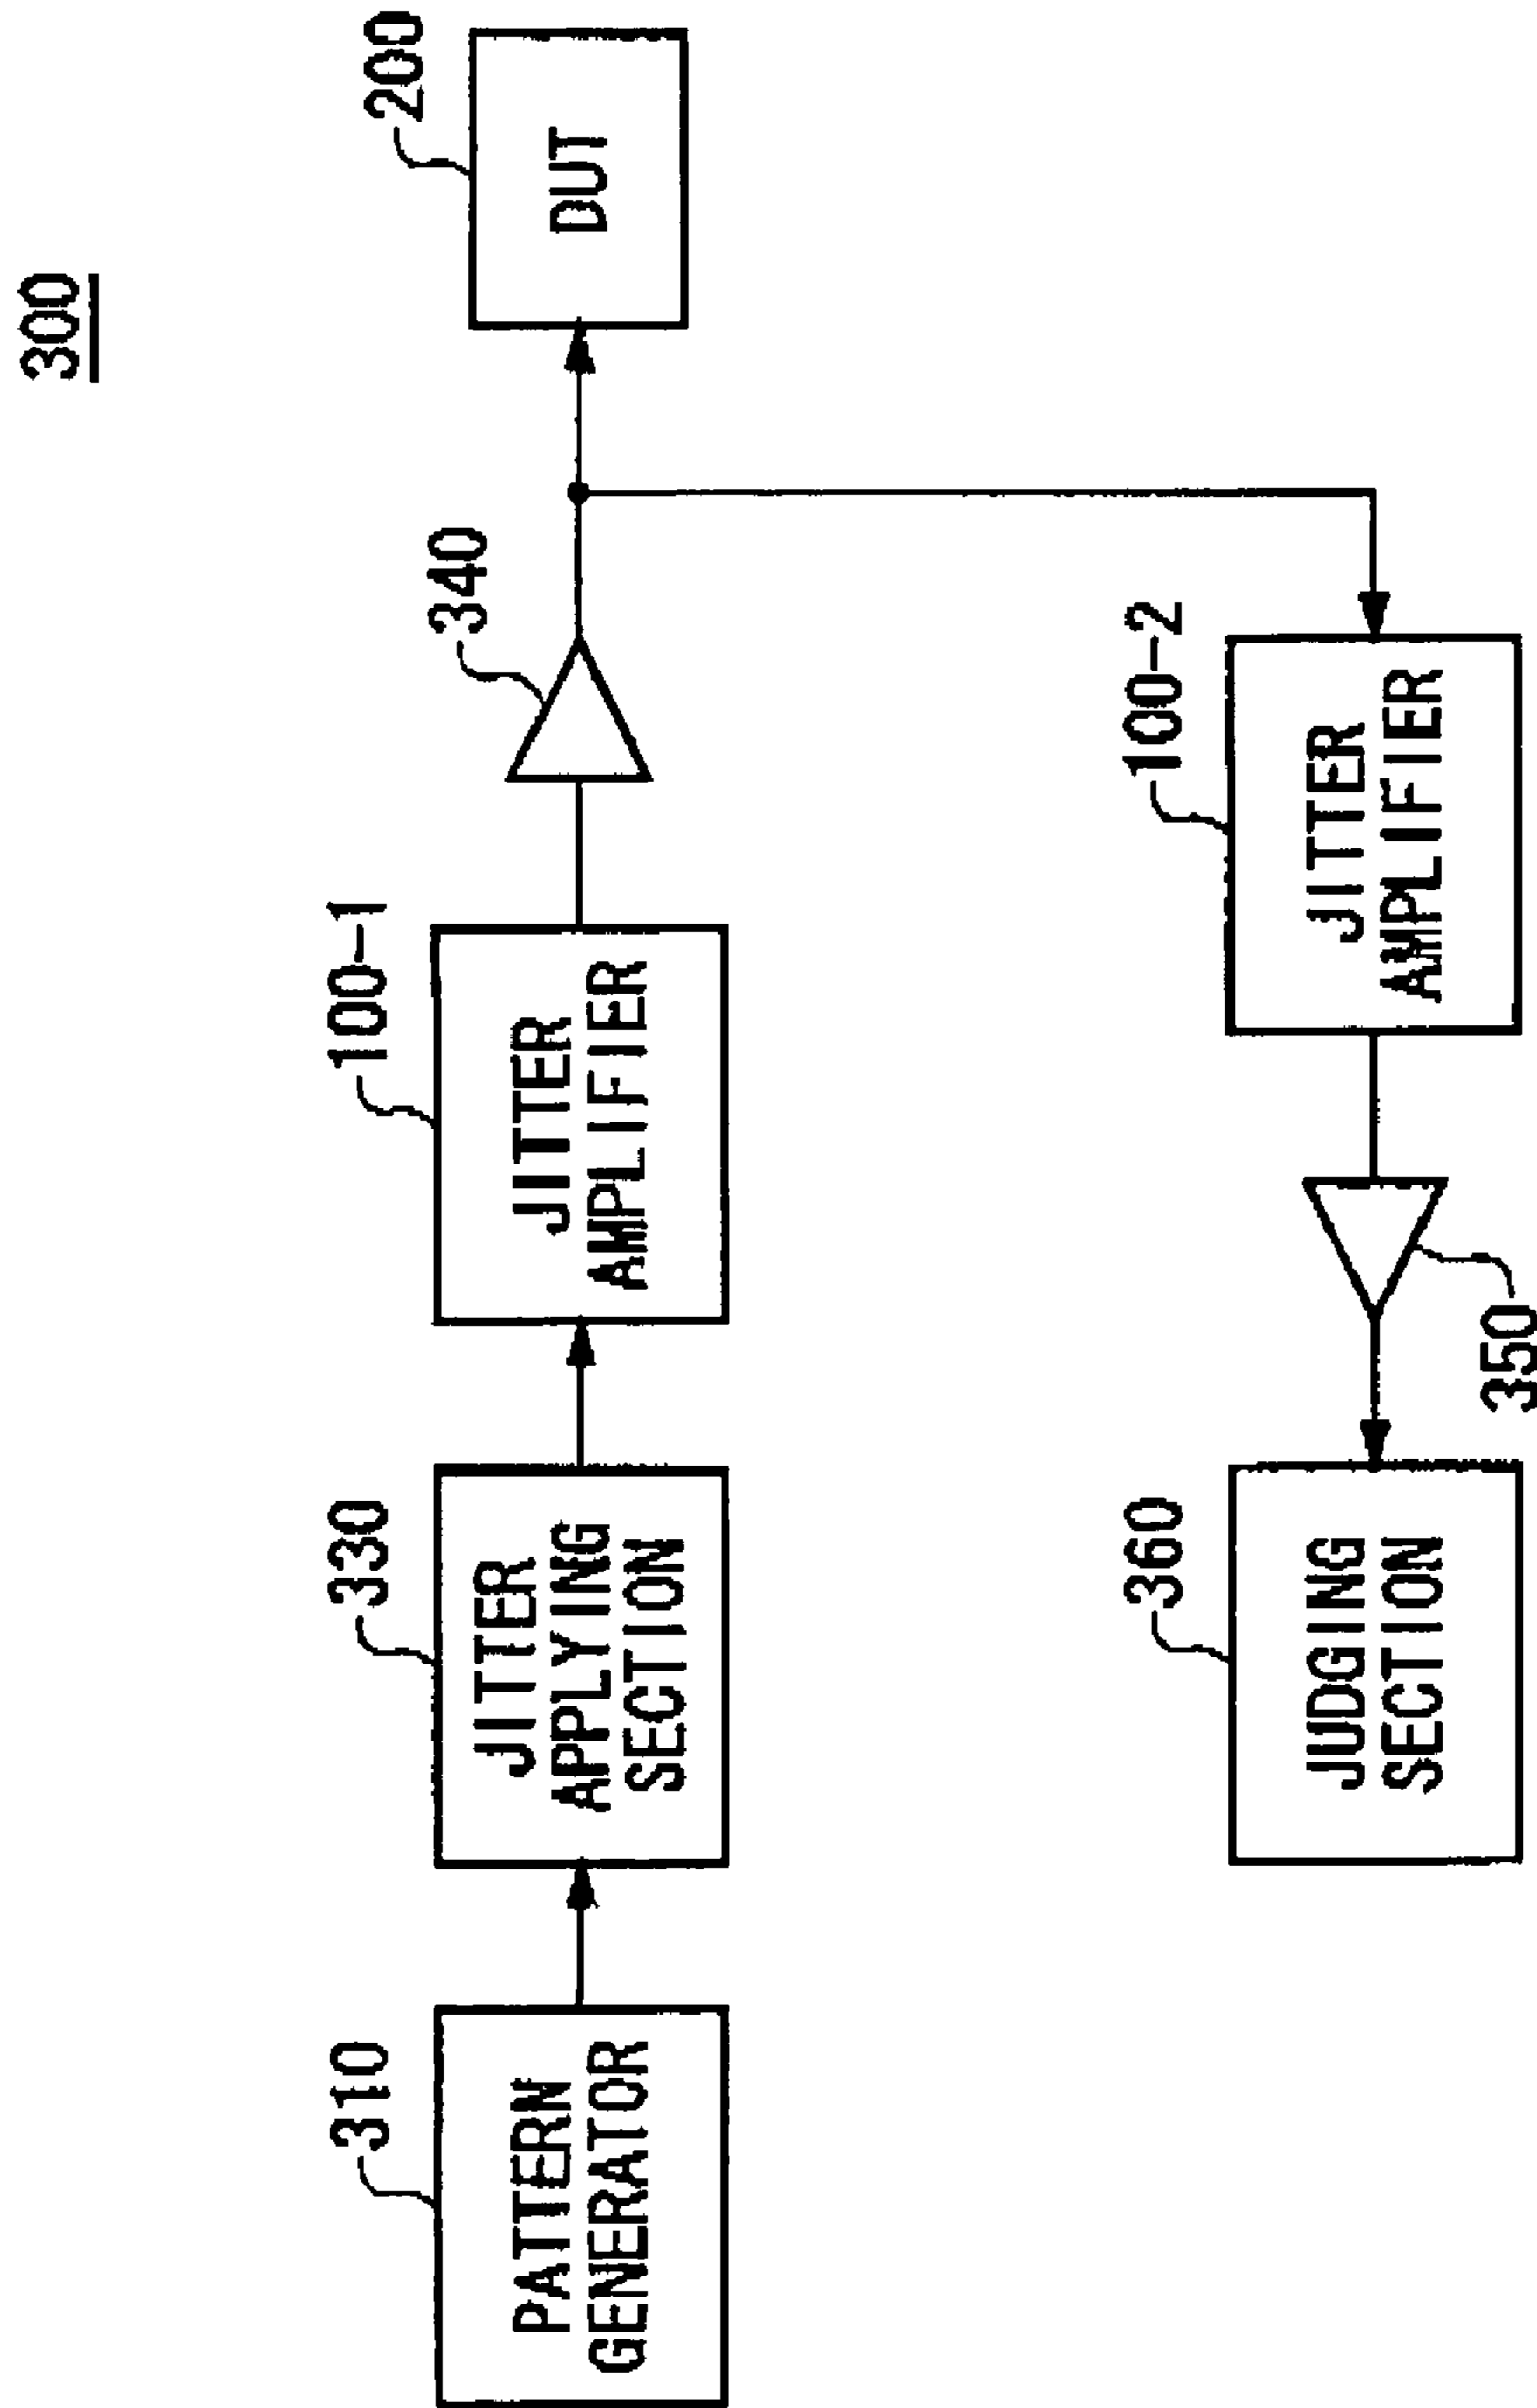 300
310
PATTERN
GENERATOR
330
JITTER
APPLYING
SECTION
100-1
JITTER
AMPLIFIER
340
200
DUT
360
JUDGING
SECTION
350
100-2
JITTER
AMPLIFIER